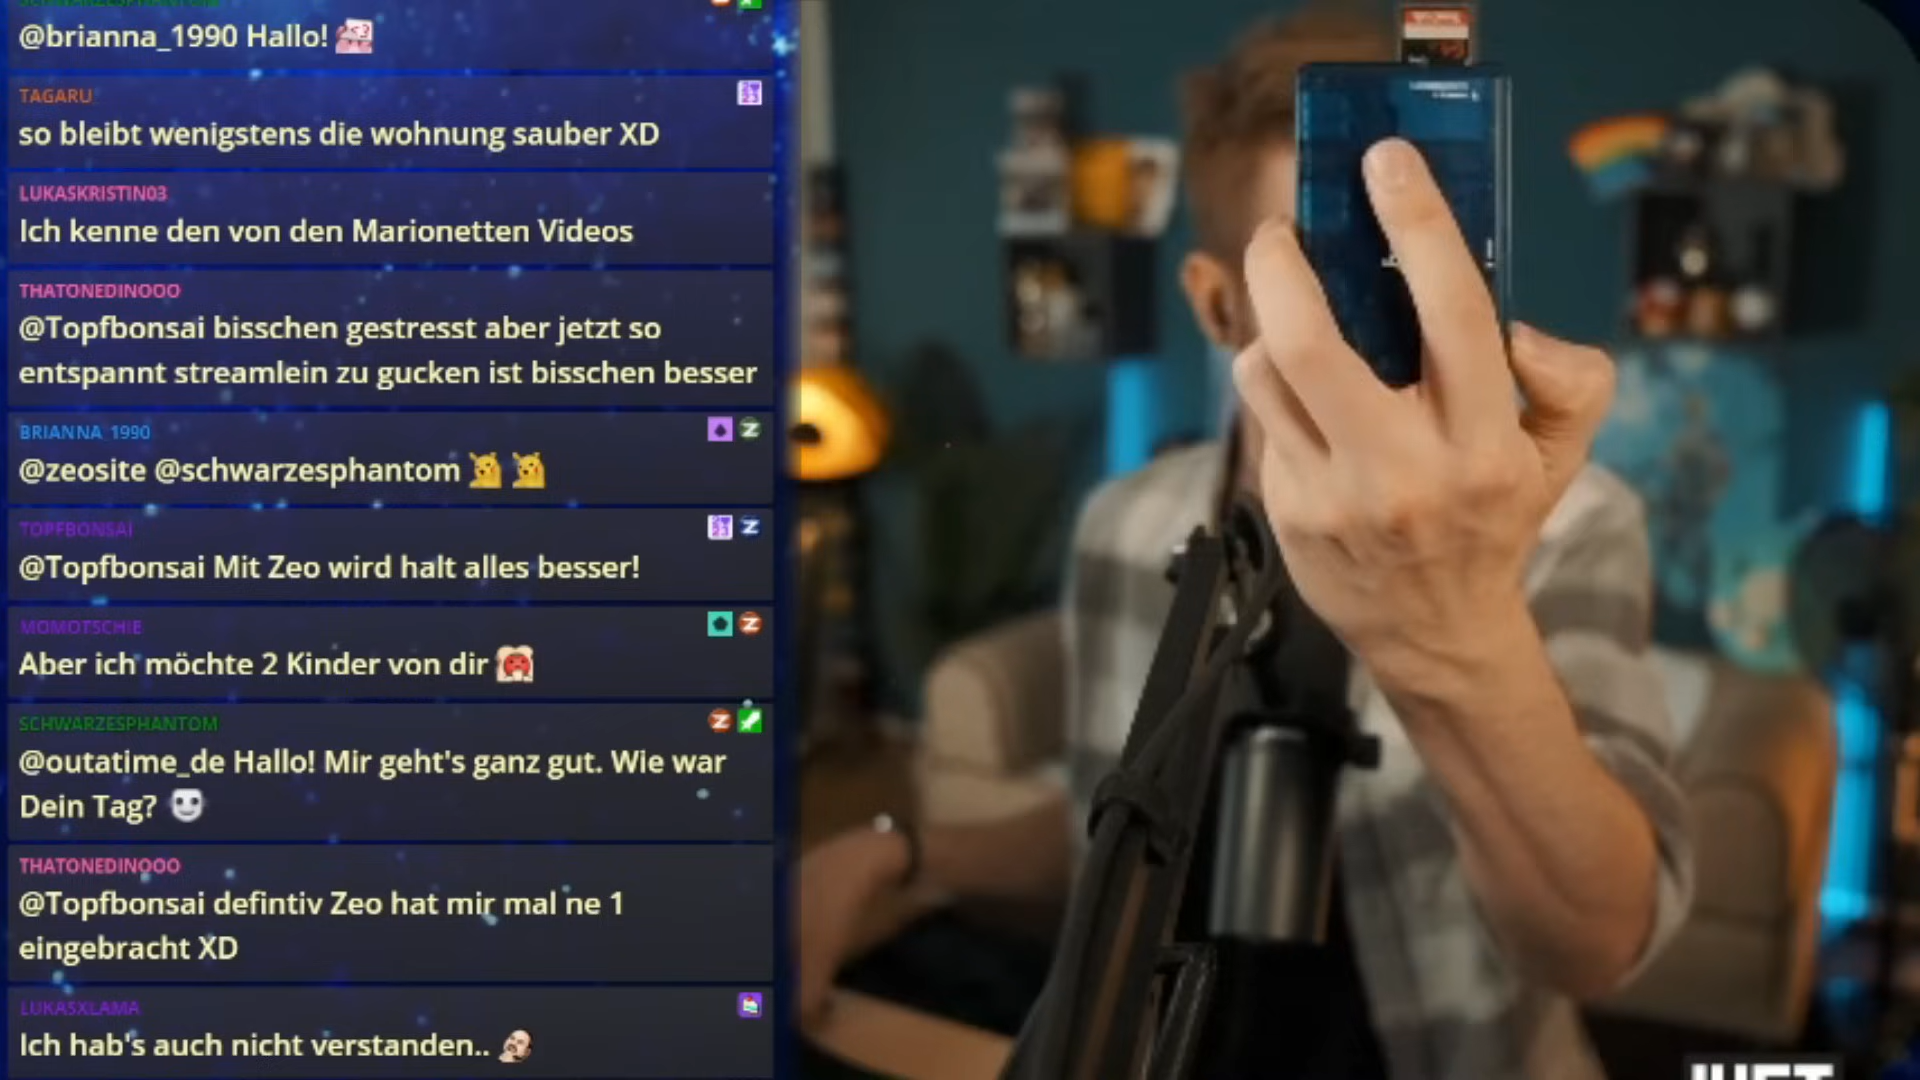 @brianna_1990 Hallo!
TAGARU
so bleibt wenigstens die wohnung sauber XD
LUKASKRISTIN03
Ich kenne den von den Marionetten Videos
THATONEDINOOO
@Topfbonsai bisschen gestresst aber jetzt so
entspannt streamlein zu gucken ist bisschen besser
BRIANNA_1990
@zeosite @schwarzesphantom
TOPFBONSAI
@Topfbonsai Mit Zeo wird halt alles besser!
MOMOTSCHIE
Aber ich möchte 2 Kinder von dir
SCHWARZESPHANTOM
@outatime_de Hallo! Mir geht's ganz gut. Wie war
Dein Tag?
THATONEDINOOO
@Topfbonsai defintiv Zeo hat mir mal ne 1
eingebracht XD
LUKASXLAMA
Ich hab's auch nicht verstanden..